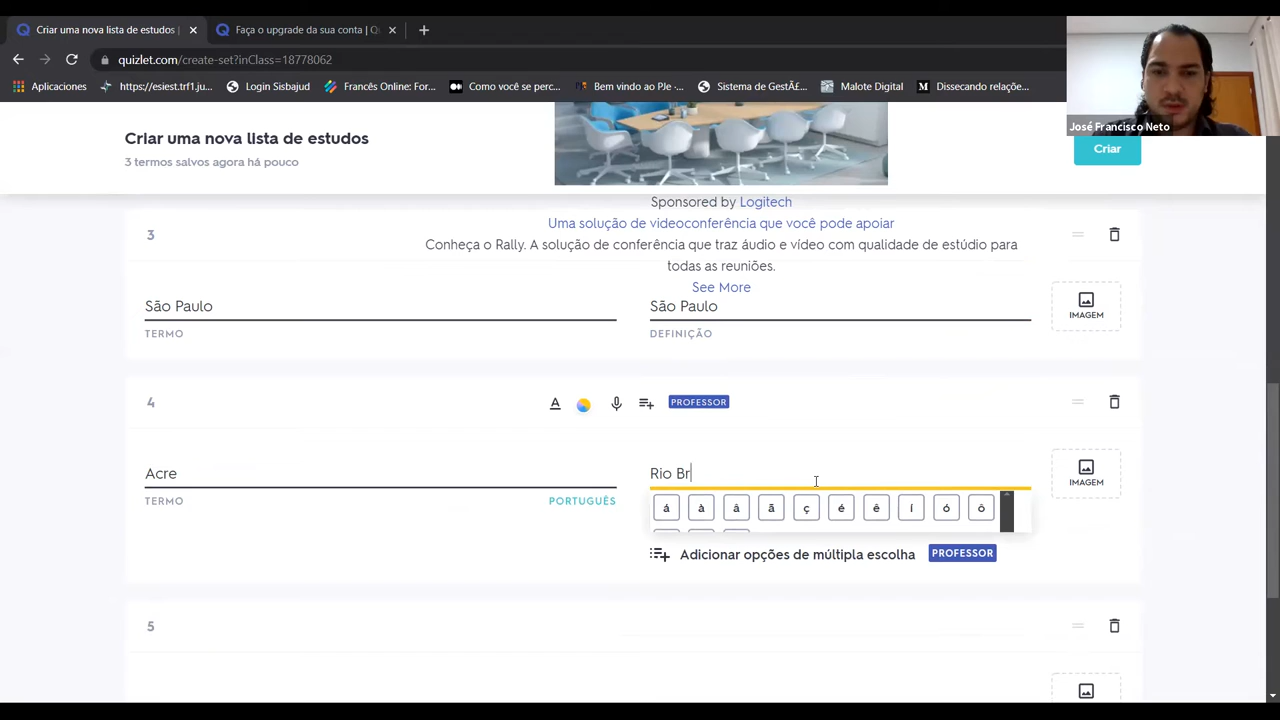 Criar uma nova lista de estudos |
Faça o upgrade da sua conta | Q
quizlet.com/create-set?inClass=18778062
Aplicaciones
https://esiest.trf1.ju...
Login Sisbajud
Francês Online: For...
Como você se perc...
Bem vindo ao PJe -...
Sistema de GestÃ£...
Malote Digital
Dissecando relaçõe...
José Francisco Neto
Criar uma nova lista de estudos
3 termos salvos agora há pouco
Criar
Sponsored by Logitech
Uma solução de videoconferência que você pode apoiar
Conheça o Rally. A solução de conferência que traz áudio e vídeo com qualidade de estúdio para
todas as reuniões.
See More
3
São Paulo
São Paulo
TERMO
DEFINIÇÃO
IMAGEM
4
PROFESSOR
Acre
Rio Br
TERMO
PORTUGUÊS
IMAGEM
á à â ã ç é ê í ó ô
Adicionar opções de múltipla escolha
PROFESSOR
5